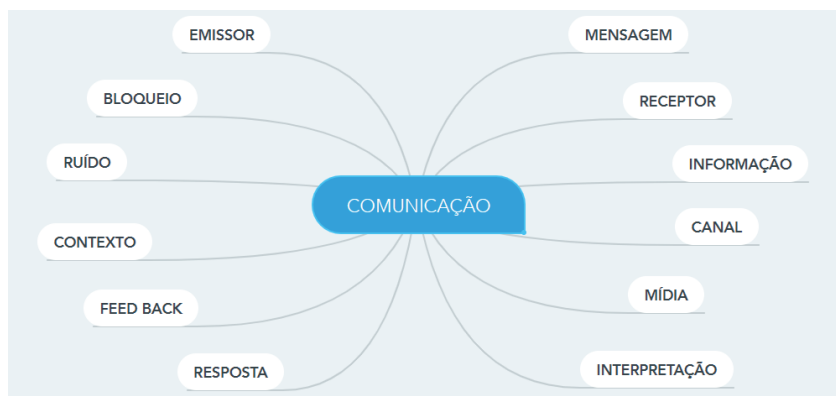 EMISSOR
MENSAGEM
BLOQUEIO
RECEPTOR
RUÍDO
INFORMAÇÃO
COMUNICAÇÃO
CONTEXTO
CANAL
FEED BACK
MÍDIA
RESPOSTA
INTERPRETAÇÃO